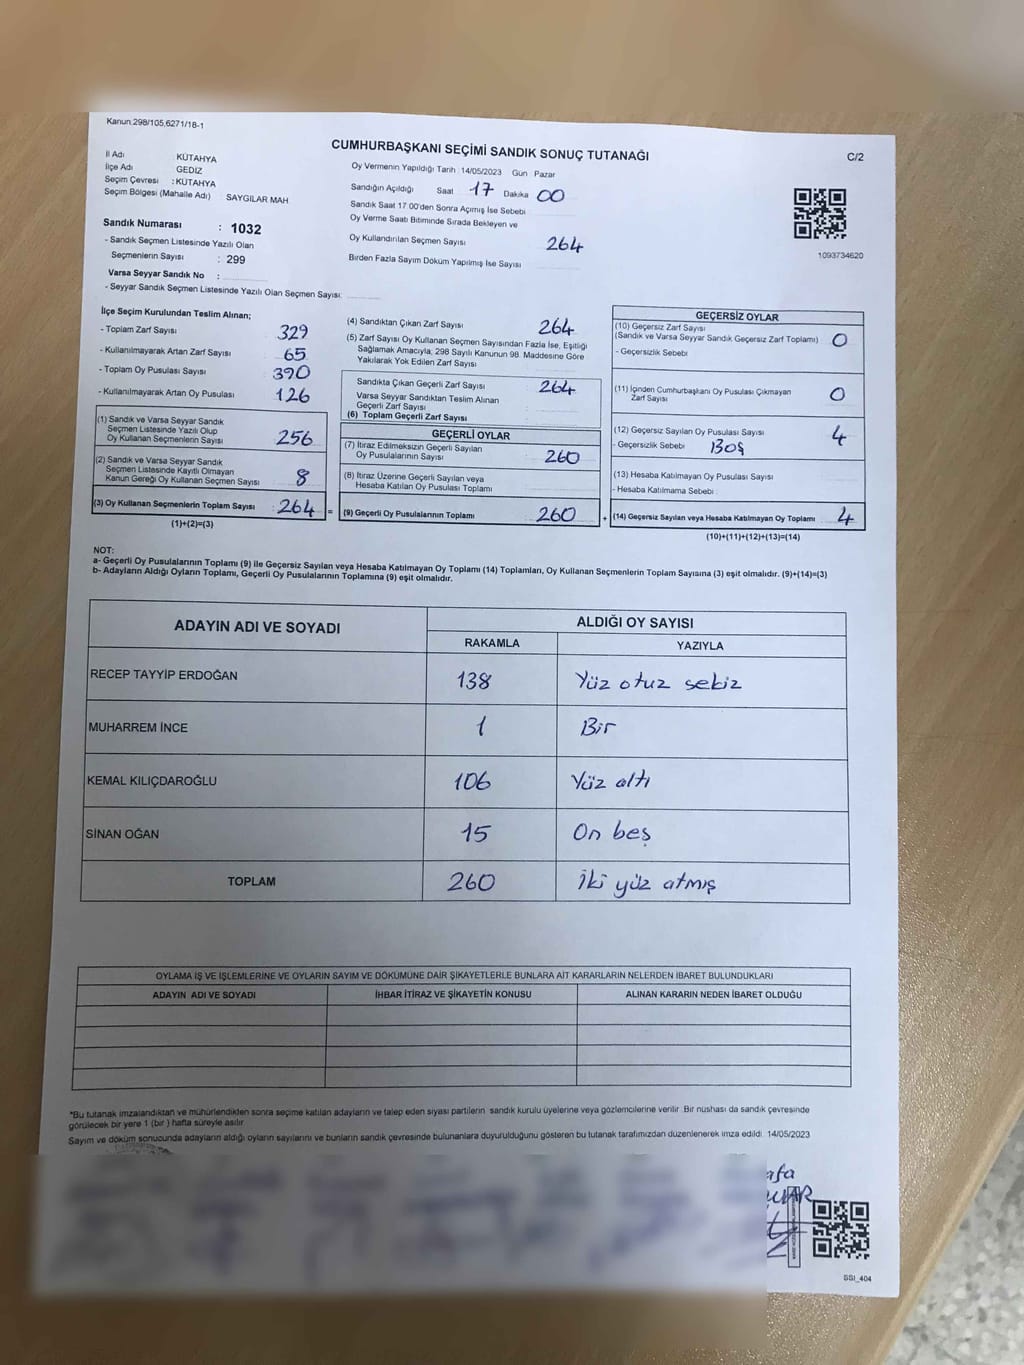 Kanun:298/105,6271/18-1
CUMHURBAŞKANI SEÇİMİ SANDIK SONUÇ TUTANAĞI
C/2
İl Adı : KÜTAHYA
İlçe Adı GEDİZ
Seçim Çevresi : KÜTAHYA
Seçim Bölgesi (Mahalle Adı) SAYGILAR MAH
Oy Vermenin Yapıldığı Tarih : 14/05/2023 Gün : Pazar
Sandığın Açıldığı Saat 17 Dakika 00
Sandık Saat 17.00'den Sonra Açımış İse Sebebi
Oy Verme Saati Bitiminde Sırada Bekleyen ve
Oy Kullandırılan Seçmen Sayısı 264
Birden Fazla Sayım Döküm Yapılmış İse Sayısı
1093734620
Sandık Numarası : 1032
- Sandık Seçmen Listesinde Yazılı Olan
Seçmenlerin Sayısı : 299
Varsa Seyyar Sandık No :
- Seyyar Sandık Seçmen Listesinde Yazılı Olan Seçmen Sayısı:
İlçe Seçim Kurulundan Teslim Alınan;
- Toplam Zarf Sayısı 329
- Kullanılmayarak Artan Zarf Sayısı 65
- Toplam Oy Pusulası Sayısı 390
- Kullanılmayarak Artan Oy Pusulası 126
(1) Sandık ve Varsa Seyyar Sandık
Seçmen Listesinde Yazılı Olup
Oy Kullanan Seçmenlerin Sayısı 256
(2) Sandık ve Varsa Seyyar Sandık
Seçmen Listesinde Kayıtlı Olmayan
Kanun Gereği Oy Kullanan Seçmen Sayısı 8
(3) Oy Kullanan Seçmenlerin Toplam Sayısı 264 =
(1)+(2)=(3)
(4) Sandıktan Çıkan Zarf Sayısı 264
(5) Zarf Sayısı Oy Kullanan Seçmen Sayısından Fazla İse, Eşitliği
Sağlamak Amacıyla; 298 Sayılı Kanunun 98. Maddesine Göre
Yakılarak Yok Edilen Zarf Sayısı
Sandıkta Çıkan Geçerli Zarf Sayısı 264
Varsa Seyyar Sandıktan Teslim Alınan
Geçerli Zarf Sayısı
(6) Toplam Geçerli Zarf Sayısı
GEÇERLİ OYLAR
(7) İtiraz Edilmeksizin Geçerli Sayılan
Oy Pusulalarının Sayısı 260
(8) İtiraz Üzerine Geçerli Sayılan veya
Hesaba Katılan Oy Pusulası Toplamı
(9) Geçerli Oy Pusulalarının Toplamı 260 +
GEÇERSİZ OYLAR
(10) Geçersiz Zarf Sayısı
(Sandık ve Varsa Seyyar Sandık Geçersiz Zarf Toplamı) 0
- Geçersizlik Sebebi
(11) İçinden Cumhurbaşkanı Oy Pusulası Çıkmayan
Zarf Sayısı 0
(12) Geçersiz Sayılan Oy Pusulası Sayısı 4
- Geçersizlik Sebebi Boş
(13) Hesaba Katılmayan Oy Pusulası Sayısı
- Hesaba Katılmama Sebebi
(14) Geçersiz Sayılan veya Hesaba Katılmayan Oy Toplamı 4
(10)+(11)+(12)+(13)=(14)
NOT:
a- Geçerli Oy Pusulalarının Toplamı (9) ile Geçersiz Sayılan veya Hesaba Katılmayan Oy Toplamı (14) Toplamları, Oy Kullanan Seçmenlerin Toplam Sayısına (3) eşit olmalıdır. (9)+(14)=(3)
b- Adayların Aldığı Oyların Toplamı, Geçerli Oy Pusulalarının Toplamına (9) eşit olmalıdır.
ADAYIN ADI VE SOYADI
ALDIĞI OY SAYISI
RAKAMLA YAZIYLA
RECEP TAYYİP ERDOĞAN 138 Yüz otuz sekiz
MUHARREM İNCE 1 Bir
KEMAL KILIÇDAROĞLU 106 Yüz altı
SİNAN OĞAN 15 On beş
TOPLAM 260 İki yüz atmış
OYLAMA İŞ VE İŞLEMLERİNE VE OYLARIN SAYIM VE DÖKÜMÜNE DAİR ŞİKAYETLERLE BUNLARA AİT KARARLARIN NELERDEN İBARET BULUNDUKLARI
ADAYIN ADI VE SOYADI İHBAR İTİRAZ VE ŞİKAYETİN KONUSU ALINAN KARARIN NEDEN İBARET OLDUĞU
*Bu tutanak imzalandıktan ve mühürlendikten sonra seçime katılan adayların ve talep eden siyasi partilerin sandık kurulu üyelerine veya gözlemcilerine verilir. Bir nüshası da sandık çevresinde
görülecek bir yere 1 (bir) hafta süreyle asılır.
Sayım ve döküm sonucunda adayların aldığı oyların sayılarını ve bunların sandık çevresinde bulunanlara duyurulduğunu gösteren bu tutanak tarafımızdan düzenlenerek imza edildi. 14/05/2023
SSI_404